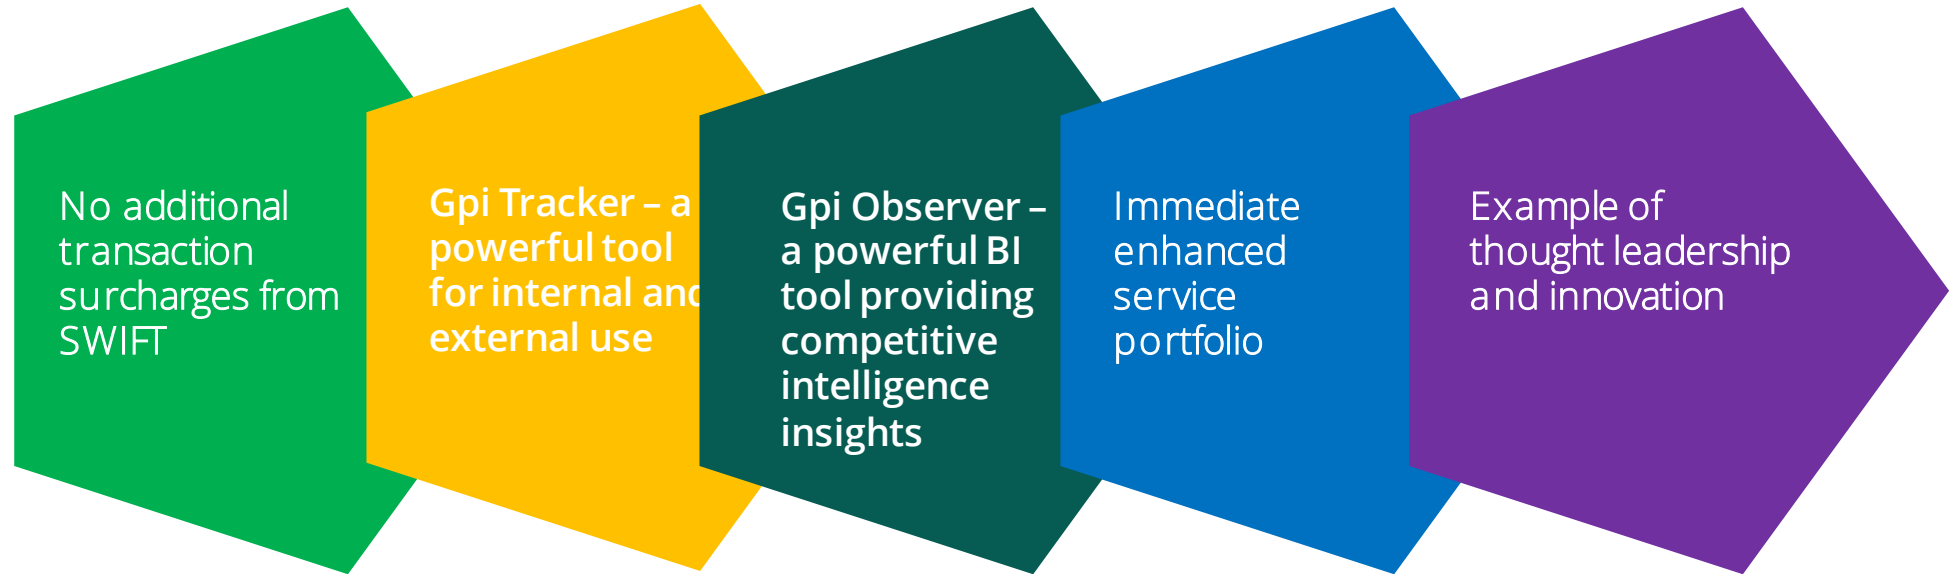 No additional
transaction
surcharges from
SWIFT
Gpi Tracker – a
powerful tool
for internal and
external use
Gpi Observer –
a powerful BI
tool providing
competitive
intelligence
insights
Immediate
enhanced
service
portfolio
Example of
thought leadership
and innovation